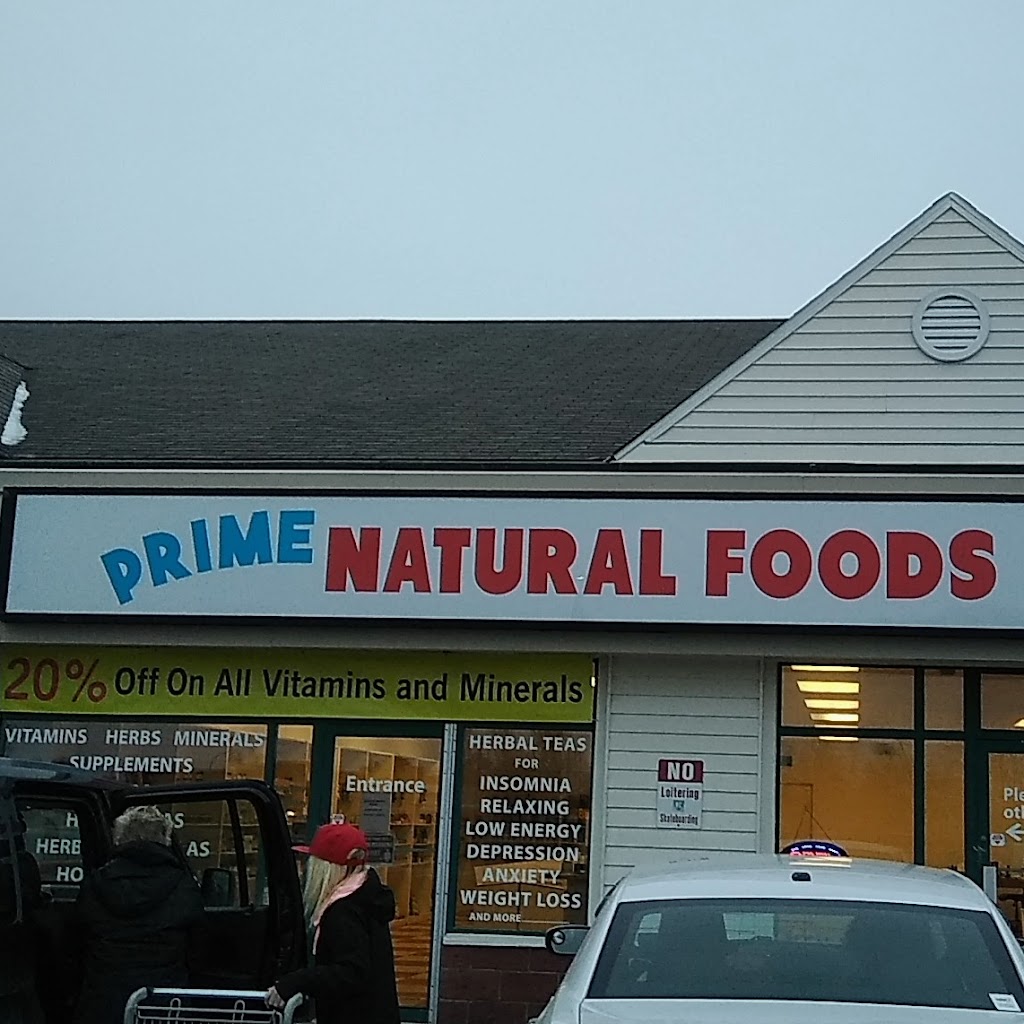 PRIME NATURAL FOODS
20% Off On All Vitamins and Minerals
VITAMINS HERBS MINERALS
SUPPLEMENTS
Entrance
HERBAL TEAS
FOR
INSOMNIA
RELAXING
LOW ENERGY
DEPRESSION
ANXIETY
WEIGHT LOSS
AND MORE
NO
Loitering
Skateboarding